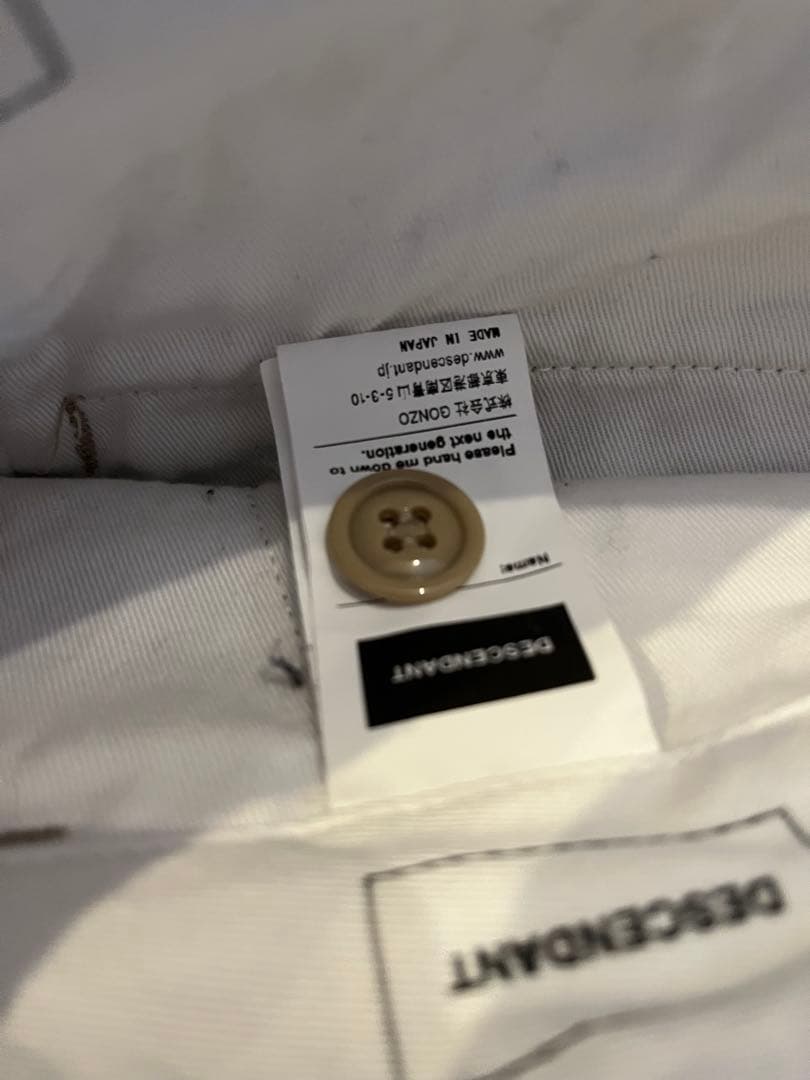 DESCENDANT
Name:
Please hand me down to
the next generation.
株式会社 GONZO
東京都港区南青山 5-3-10
www.descendant.jp
MADE IN JAPAN
DESCENDANT